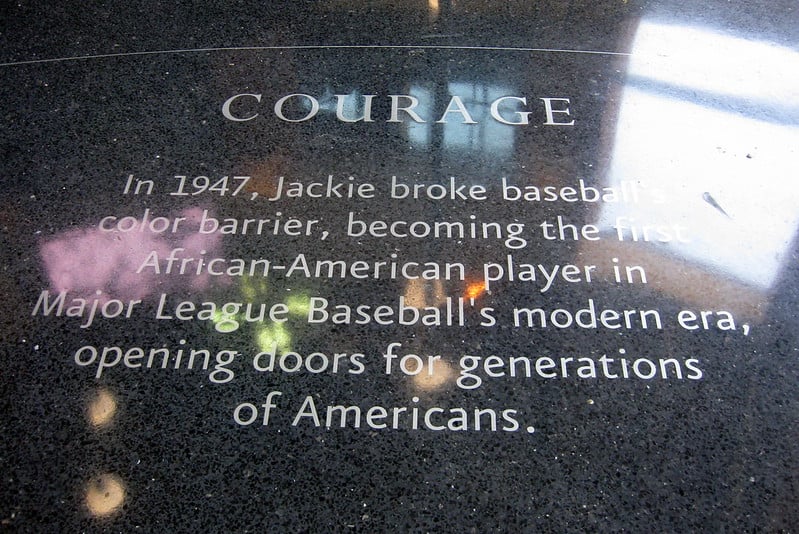 COURAGE
In 1947, Jackie broke baseball's
color barrier, becoming the first
African-American player in
Major League Baseball's modern era,
opening doors for generations
of Americans.